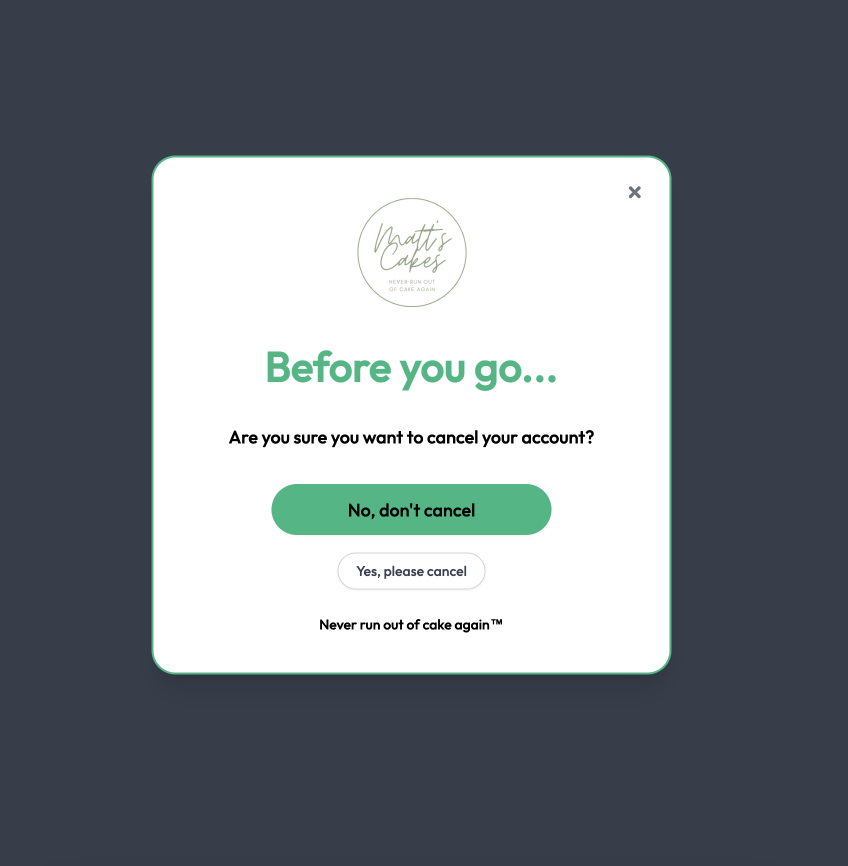 Matt's
Cakes
NEVER RUN OUT
OF CAKE AGAIN
Before you go...
Are you sure you want to cancel your account?
No, don't cancel
Yes, please cancel
Never run out of cake again™